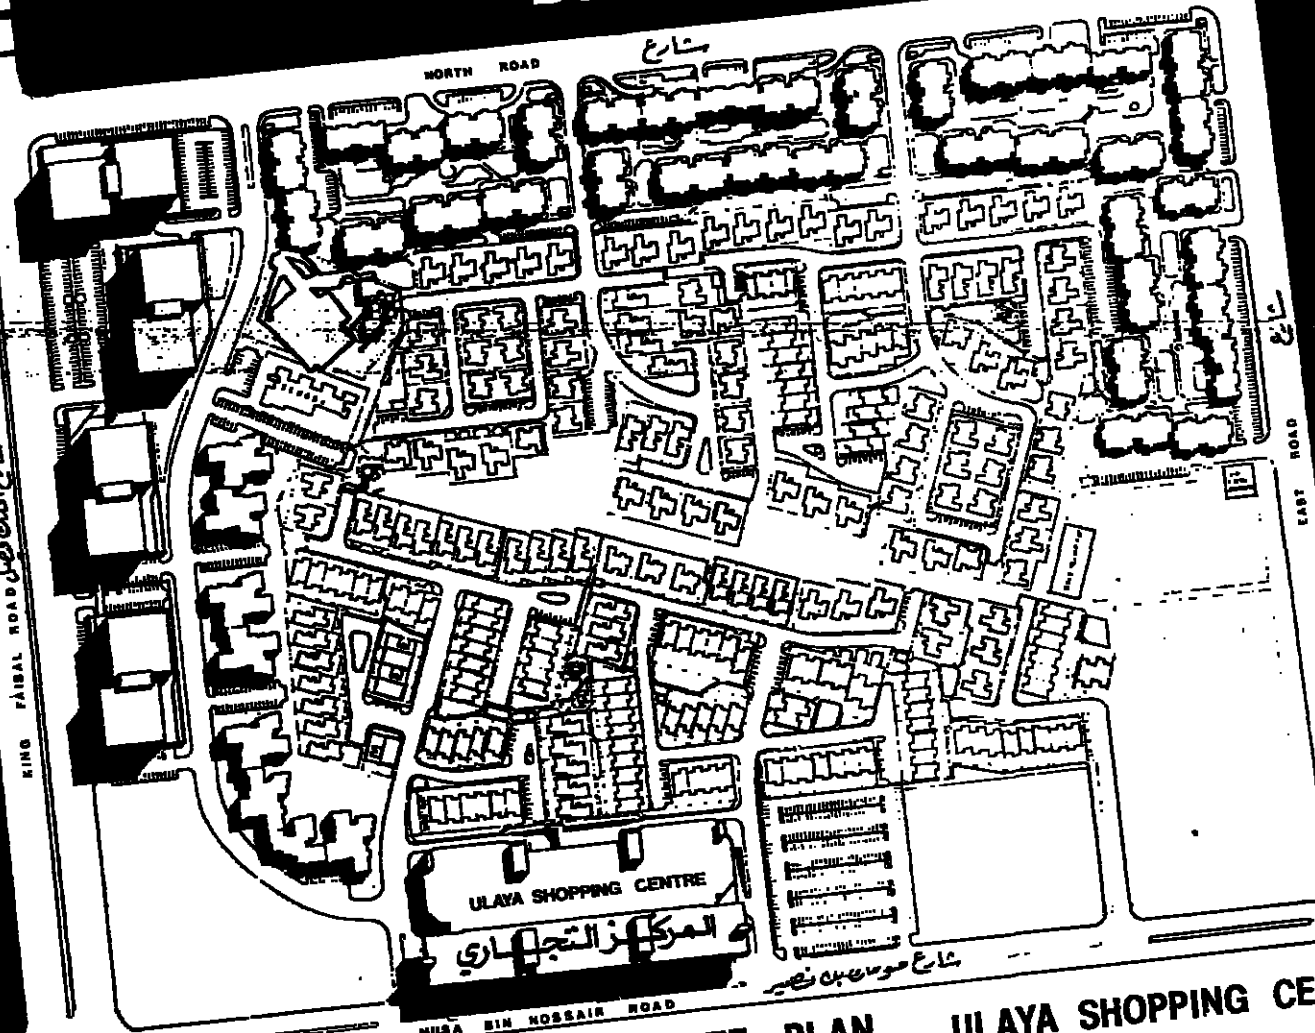 شارع
NORTH ROAD
شارع
EAST ROAD
KING FAISAL ROAD
ULAYA SHOPPING CENTRE
المركز التجاري
شارع موسى بن نصير
MUSA BIN NOSSAIR ROAD
PLAN ULAYA SHOPPING CE